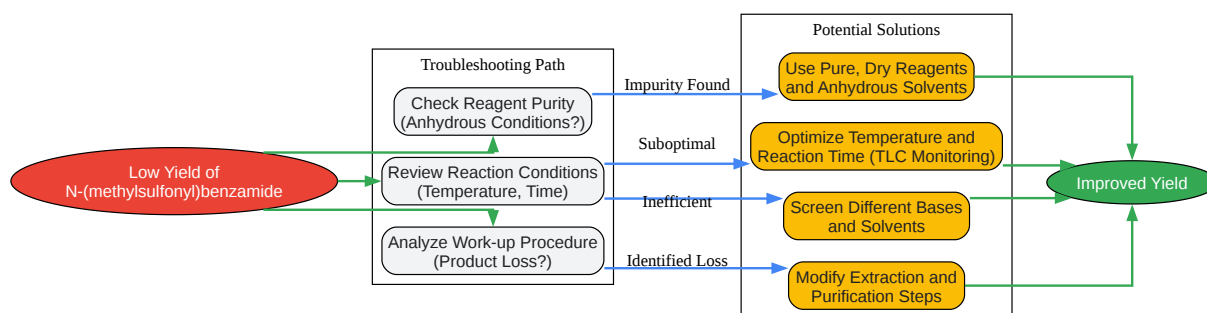 Low Yield of
N-(methylsulfonyl)benzamide
Troubleshooting Path
Check Reagent Purity
(Anhydrous Conditions?)
Review Reaction Conditions
(Temperature, Time)
Analyze Work-up Procedure
(Product Loss?)
Impurity Found
Suboptimal
Inefficient
Identified Loss
Potential Solutions
Use Pure, Dry Reagents
and Anhydrous Solvents
Optimize Temperature and
Reaction Time (TLC Monitoring)
Screen Different Bases
and Solvents
Modify Extraction and
Purification Steps
Improved Yield